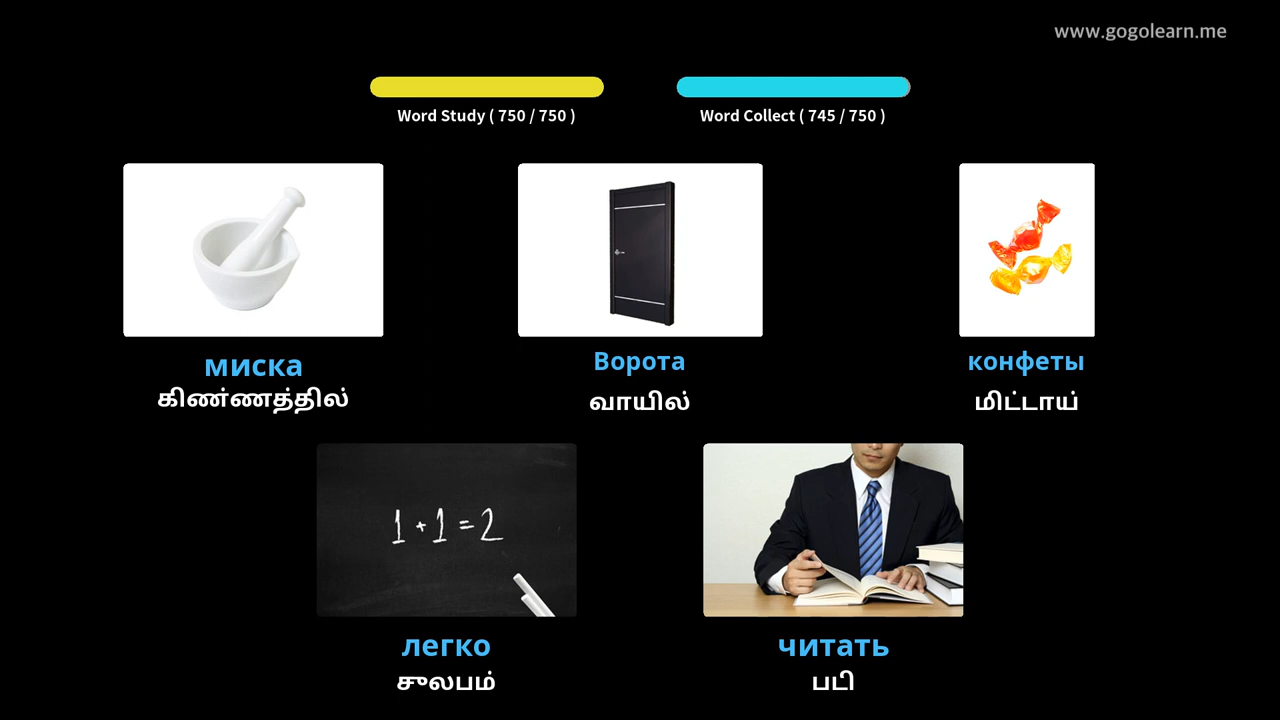 www.gogolearn.me
Word Study ( 750 / 750 )
Word Collect ( 745 / 750 )
миска
கிண்ணத்தில்
Ворота
வாயில்
конфеты
மிட்டாய்
1 + 1 = 2
легко
சுலபம்
читать
படி